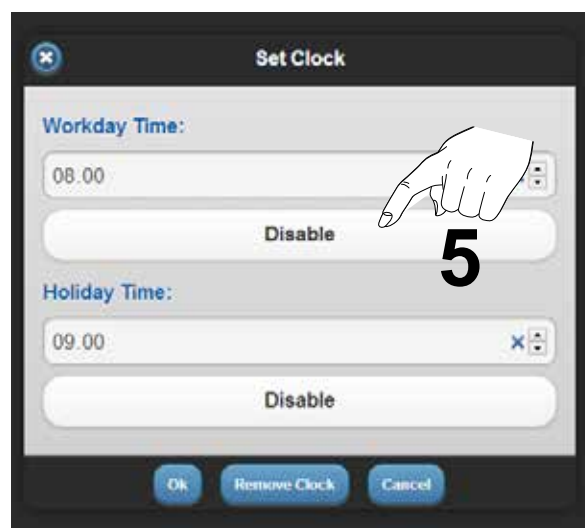 Set Clock
Workday Time:
08.00
Disable
5
Holiday Time:
09.00
Disable
Ok
Remove Clock
Cancel